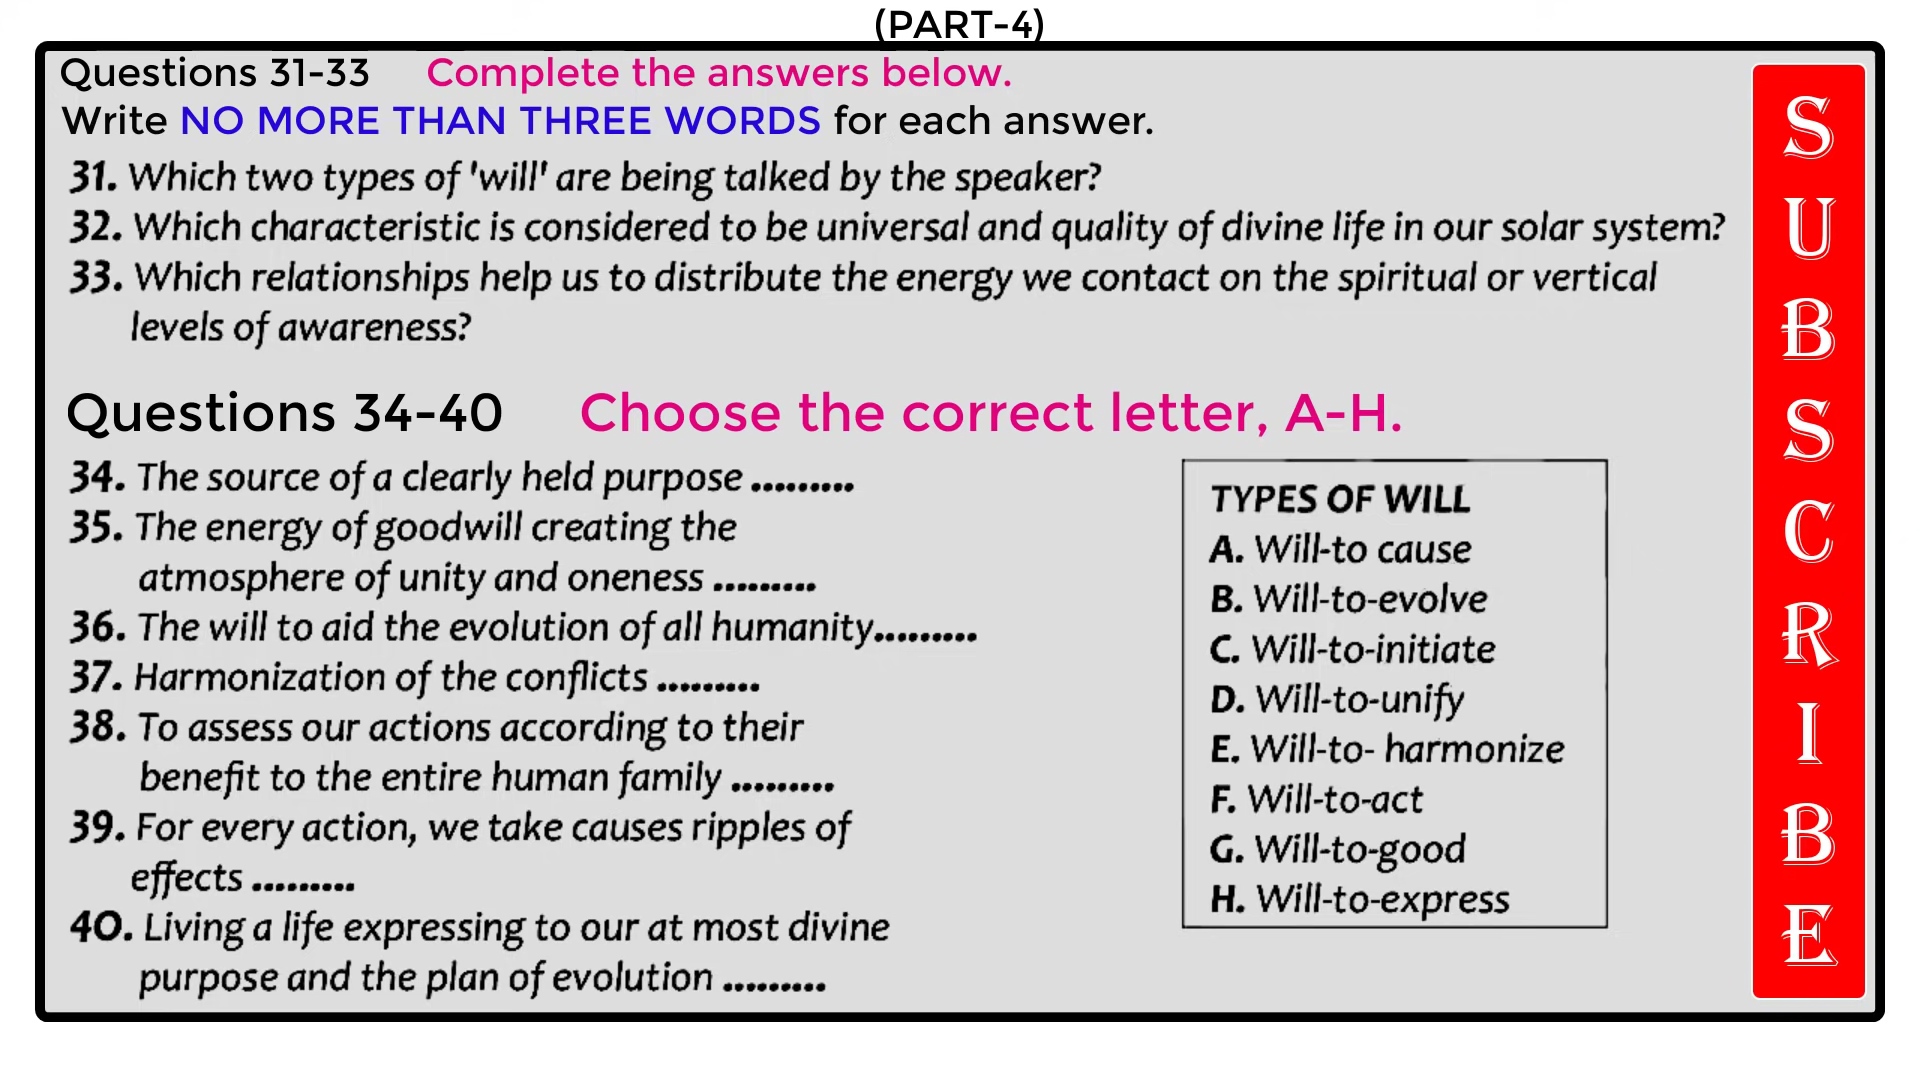 (PART-4)
Questions 31-33 Complete the answers below.
Write NO MORE THAN THREE WORDS for each answer.
31. Which two types of 'will' are being talked by the speaker?
32. Which characteristic is considered to be universal and quality of divine life in our solar system?
33. Which relationships help us to distribute the energy we contact on the spiritual or vertical
levels of awareness?
Questions 34-40 Choose the correct letter, A-H.
34. The source of a clearly held purpose .........
35. The energy of goodwill creating the
atmosphere of unity and oneness .........
36. The will to aid the evolution of all humanity.........
37. Harmonization of the conflicts .........
38. To assess our actions according to their
benefit to the entire human family .........
39. For every action, we take causes ripples of
effects .........
40. Living a life expressing to our at most divine
purpose and the plan of evolution .........
TYPES OF WILL
A. Will-to cause
B. Will-to-evolve
C. Will-to-initiate
D. Will-to-unify
E. Will-to- harmonize
F. Will-to-act
G. Will-to-good
H. Will-to-express
SUBSCRIBE